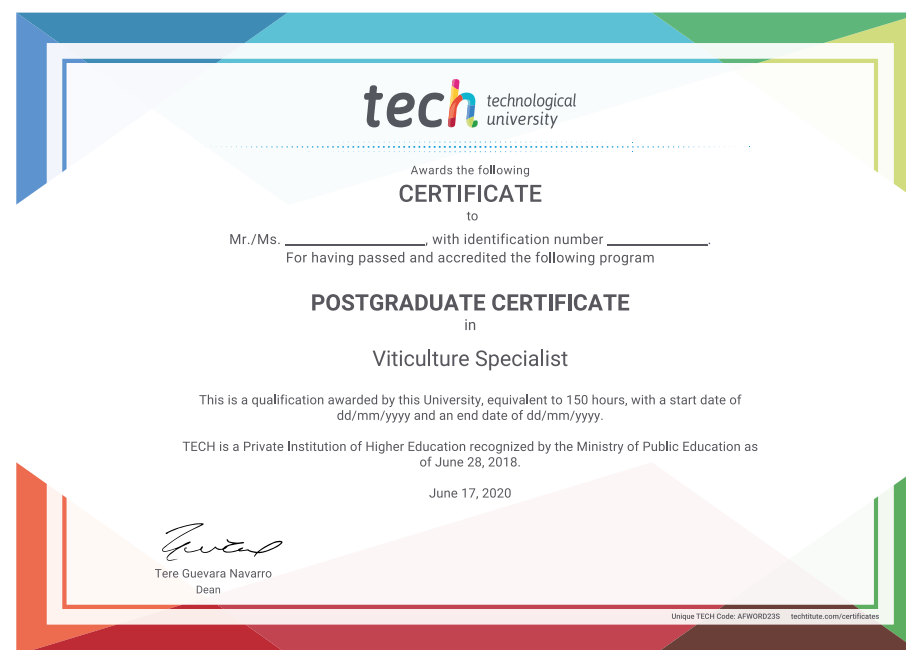 tech technological
university
Awards the following
CERTIFICATE
to
Mr./Ms. ____________________, with identification number ______________.
For having passed and accredited the following program
POSTGRADUATE CERTIFICATE
in
Viticulture Specialist
This is a qualification awarded by this University, equivalent to 150 hours, with a start date of
dd/mm/yyyy and an end date of dd/mm/yyyy.
TECH is a Private Institution of Higher Education recognized by the Ministry of Public Education as
of June 28, 2018.
June 17, 2020
Tere Guevara Navarro
Dean
Unique TECH Code: AFWORD23S techtitute.com/certificates